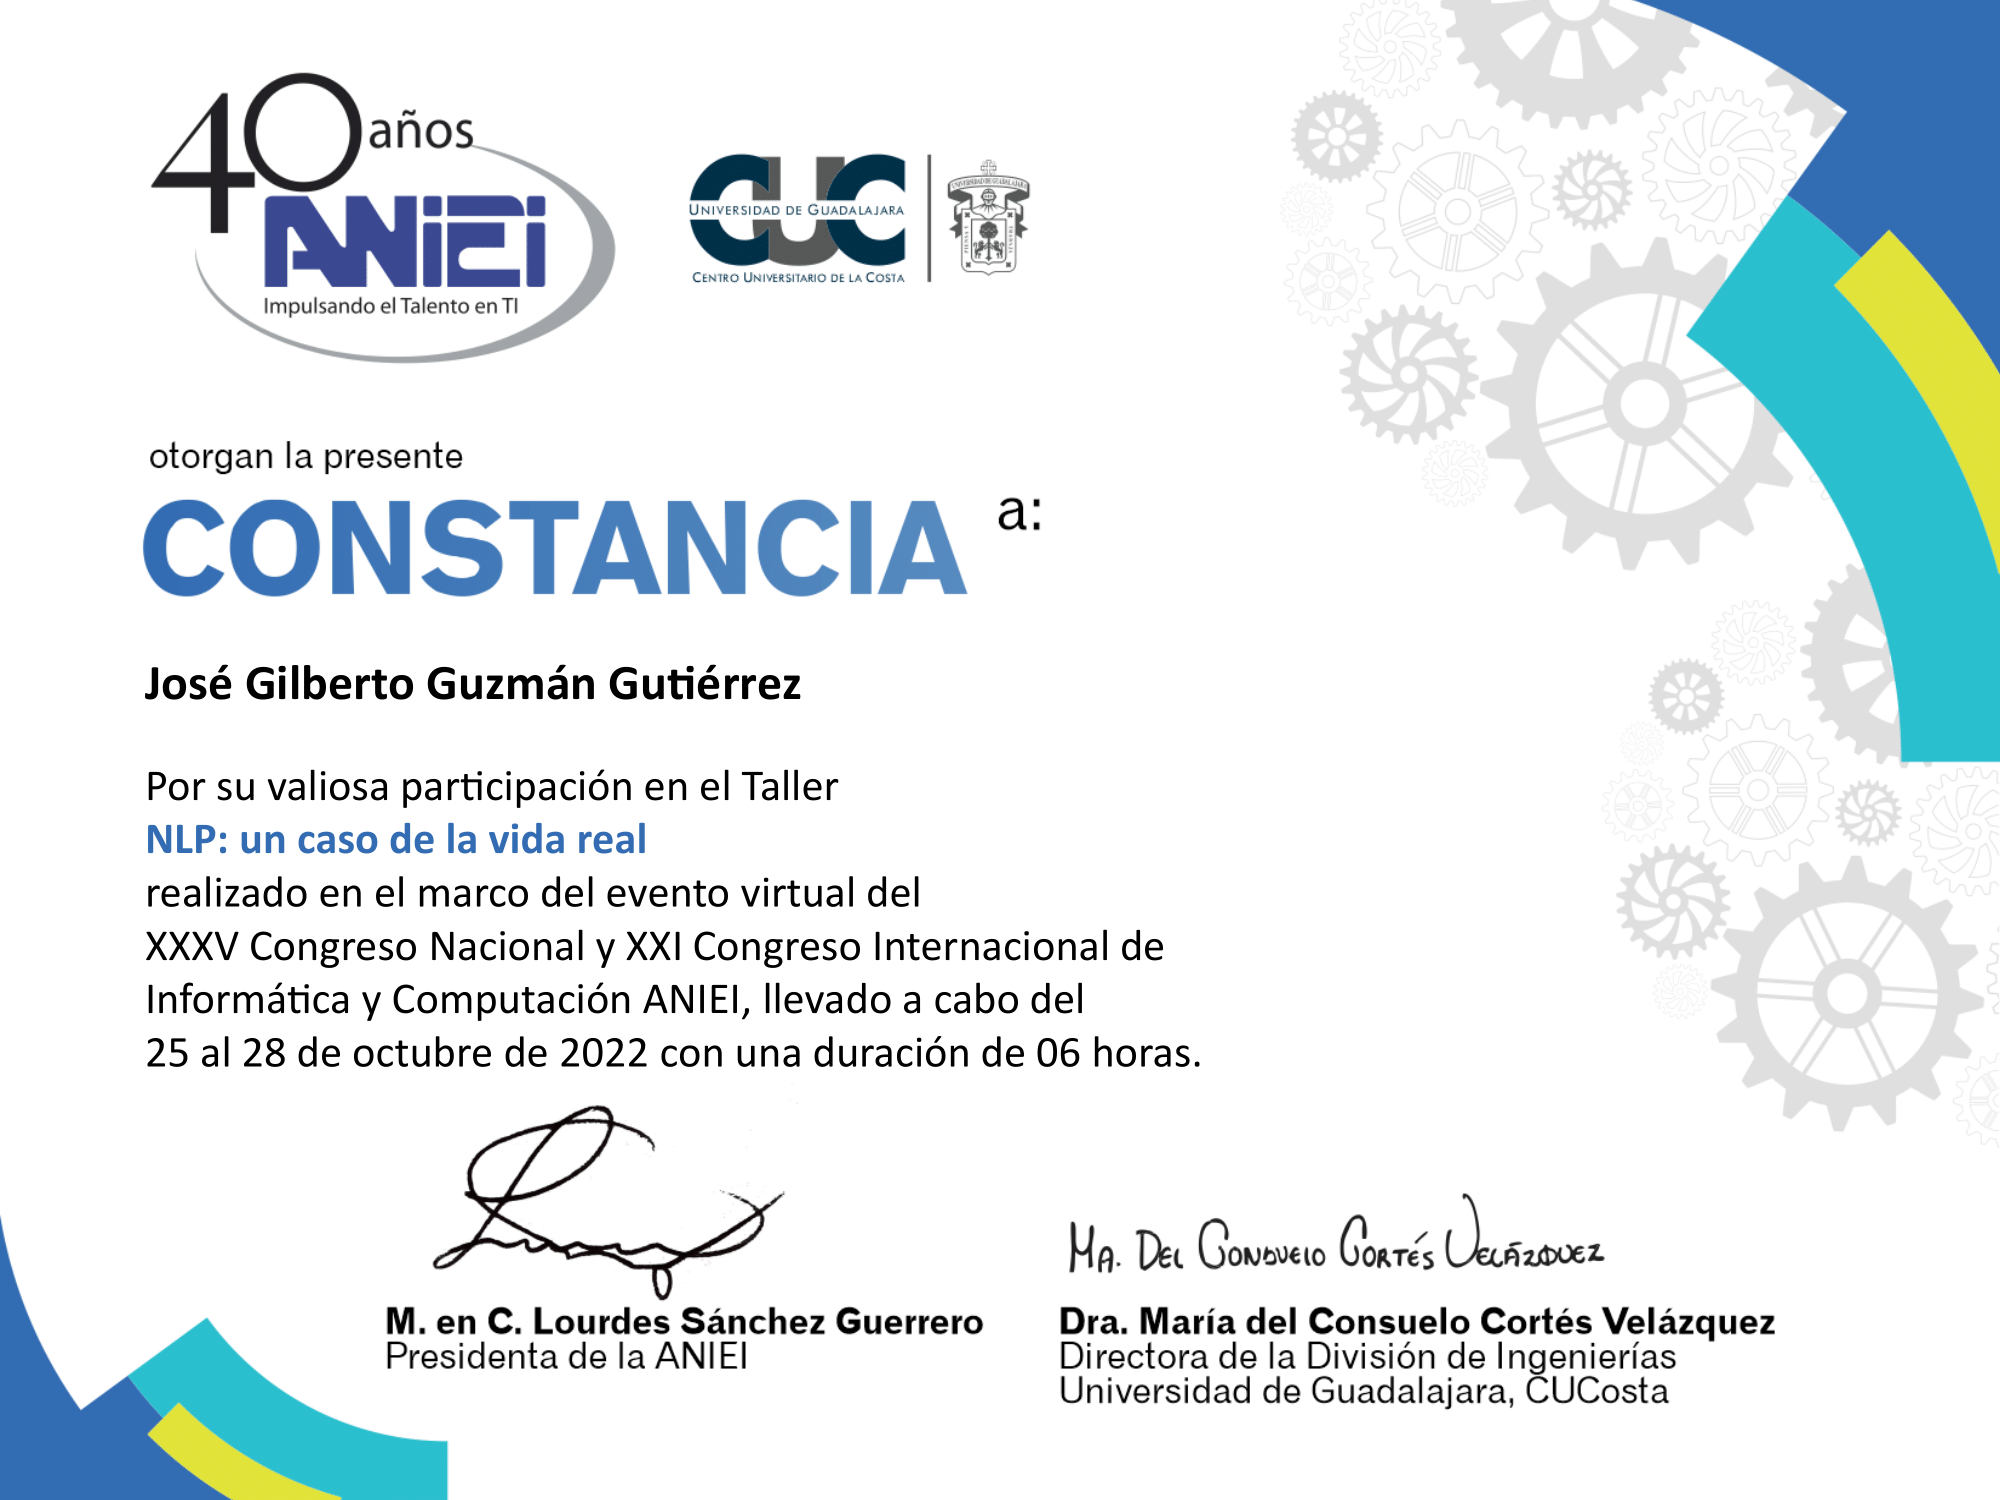 40 años
ANIEI
Impulsando el Talento en TI
CUC
UNIVERSIDAD DE GUADALAJARA
CENTRO UNIVERSITARIO DE LA COSTA
UNIVERSIDAD DE GUADALAJARA
PIENSA Y
TRABAJA
otorgan la presente
CONSTANCIA a:
José Gilberto Guzmán Gutiérrez
Por su valiosa participación en el Taller
NLP: un caso de la vida real
realizado en el marco del evento virtual del
XXXV Congreso Nacional y XXI Congreso Internacional de
Informática y Computación ANIEI, llevado a cabo del
25 al 28 de octubre de 2022 con una duración de 06 horas.
MA. DEL CONSUELO CORTÉS VELÁZQUEZ
M. en C. Lourdes Sánchez Guerrero
Presidenta de la ANIEI
Dra. María del Consuelo Cortés Velázquez
Directora de la División de Ingenierías
Universidad de Guadalajara, CUCosta